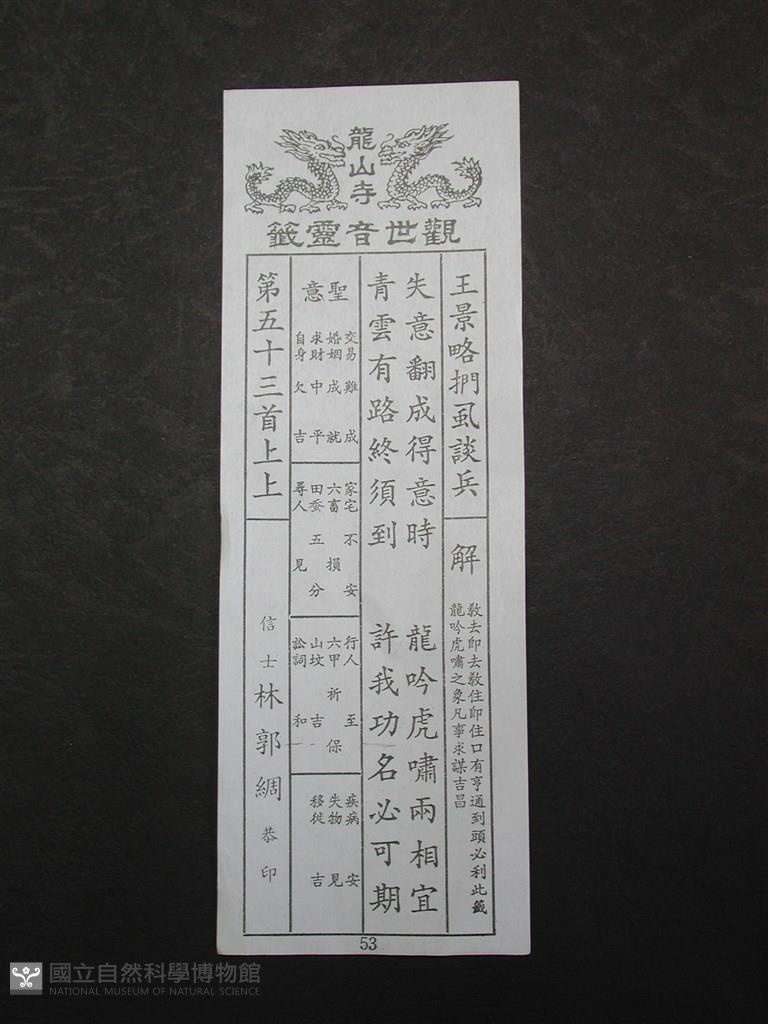 龍山寺
觀世音靈籤
王景略捫虱談兵
解
教去即去教住即住口有亨通到頭必利此籤
龍吟虎嘯之象凡事求謀吉昌
失意翻成得意時 龍吟虎嘯兩相宜
青雲有路終須到 許我功名必可期
聖意
交易難成
婚姻成就
求財中平
自身欠吉
家宅不安
六畜損
田蚕五分
尋人見
行人至
六甲祈保
山坟吉
訟詞和
疾病安
失物見
移徙吉
第五十三首上上
信士林郭綢恭印
53
國立自然科學博物館
NATIONAL MUSEUM OF NATURAL SCIENCE